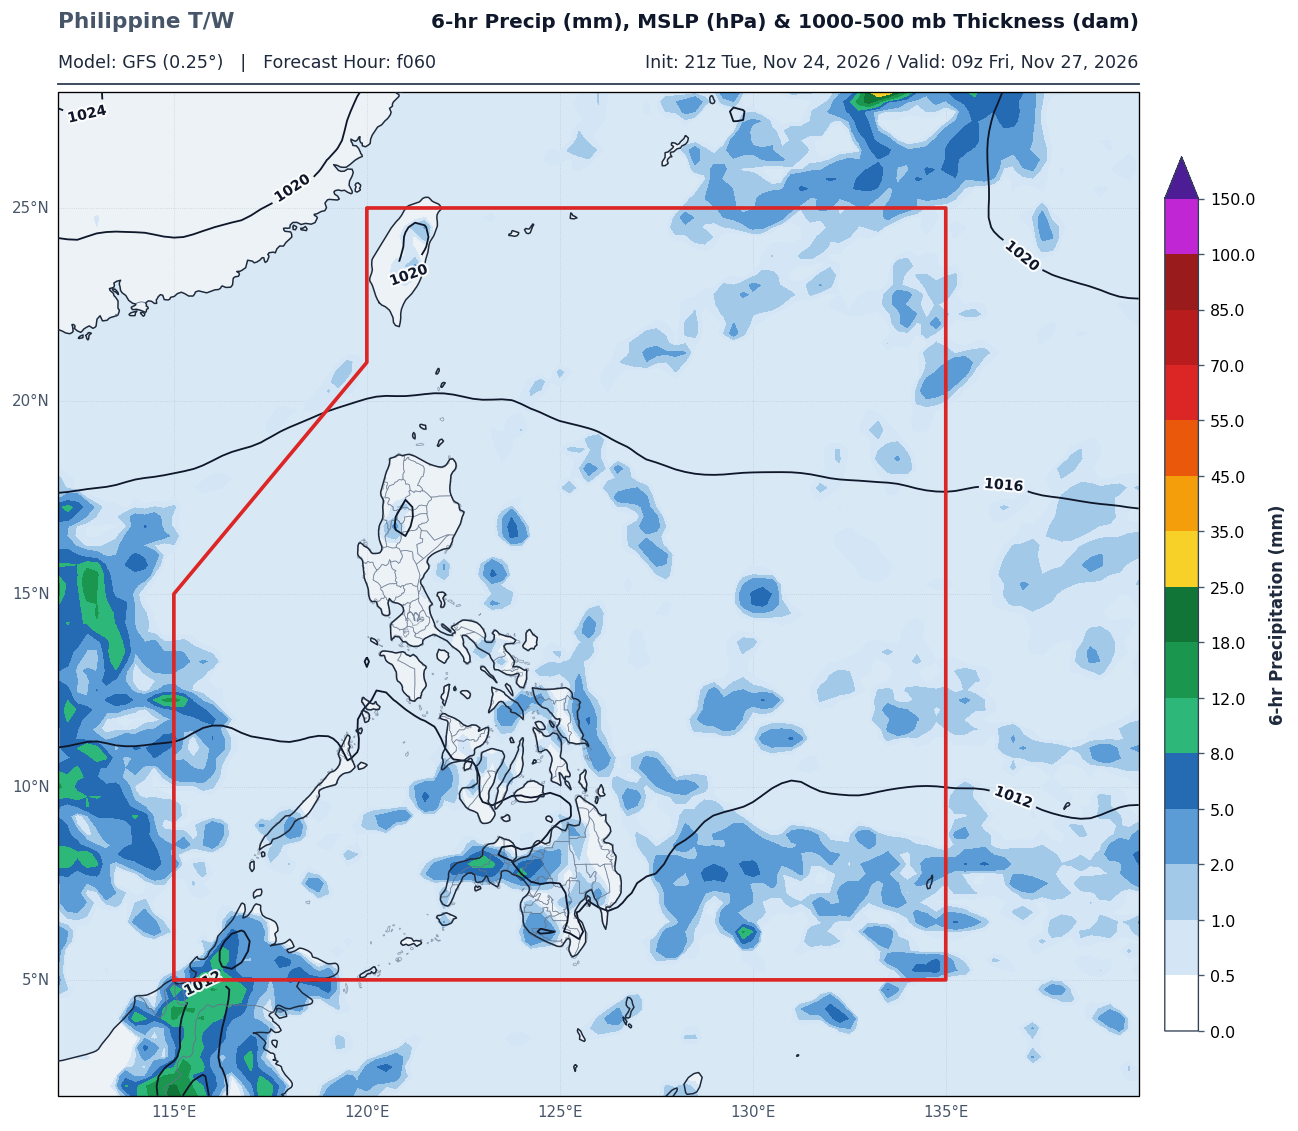 Philippine T/W
6-hr Precip (mm), MSLP (hPa) & 1000-500 mb Thickness (dam)
Model: GFS (0.25°) | Forecast Hour: f060
Init: 21z Tue, Nov 24, 2026 / Valid: 09z Fri, Nov 27, 2026
1024
1020
1020
1020
1016
1012
1012
25°N
20°N
15°N
10°N
5°N
115°E
120°E
125°E
130°E
135°E
150.0
100.0
85.0
70.0
55.0
45.0
35.0
25.0
18.0
12.0
8.0
5.0
2.0
1.0
0.5
0.0
6-hr Precipitation (mm)